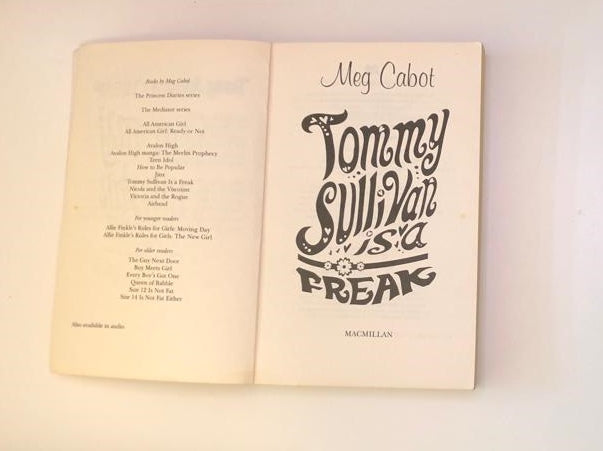 Books by Meg Cabot
The Princess Diaries series
The Mediator series
All American Girl
All American Girl: Ready or Not
Avalon High
Avalon High manga: The Merlin Prophecy
Teen Idol
How to Be Popular
Jinx
Tommy Sullivan Is a Freak
Nicola and the Viscount
Victoria and the Rogue
Airhead
For younger readers
Allie Finkle's Rules for Girls: Moving Day
Allie Finkle's Rules for Girls: The New Girl
For older readers
The Guy Next Door
Boy Meets Girl
Every Boy's Got One
Queen of Babble
Size 12 Is Not Fat
Size 14 Is Not Fat Either
Also available in audio
Meg Cabot
Tommy
Sullivan
is a
FREAK
MACMILLAN